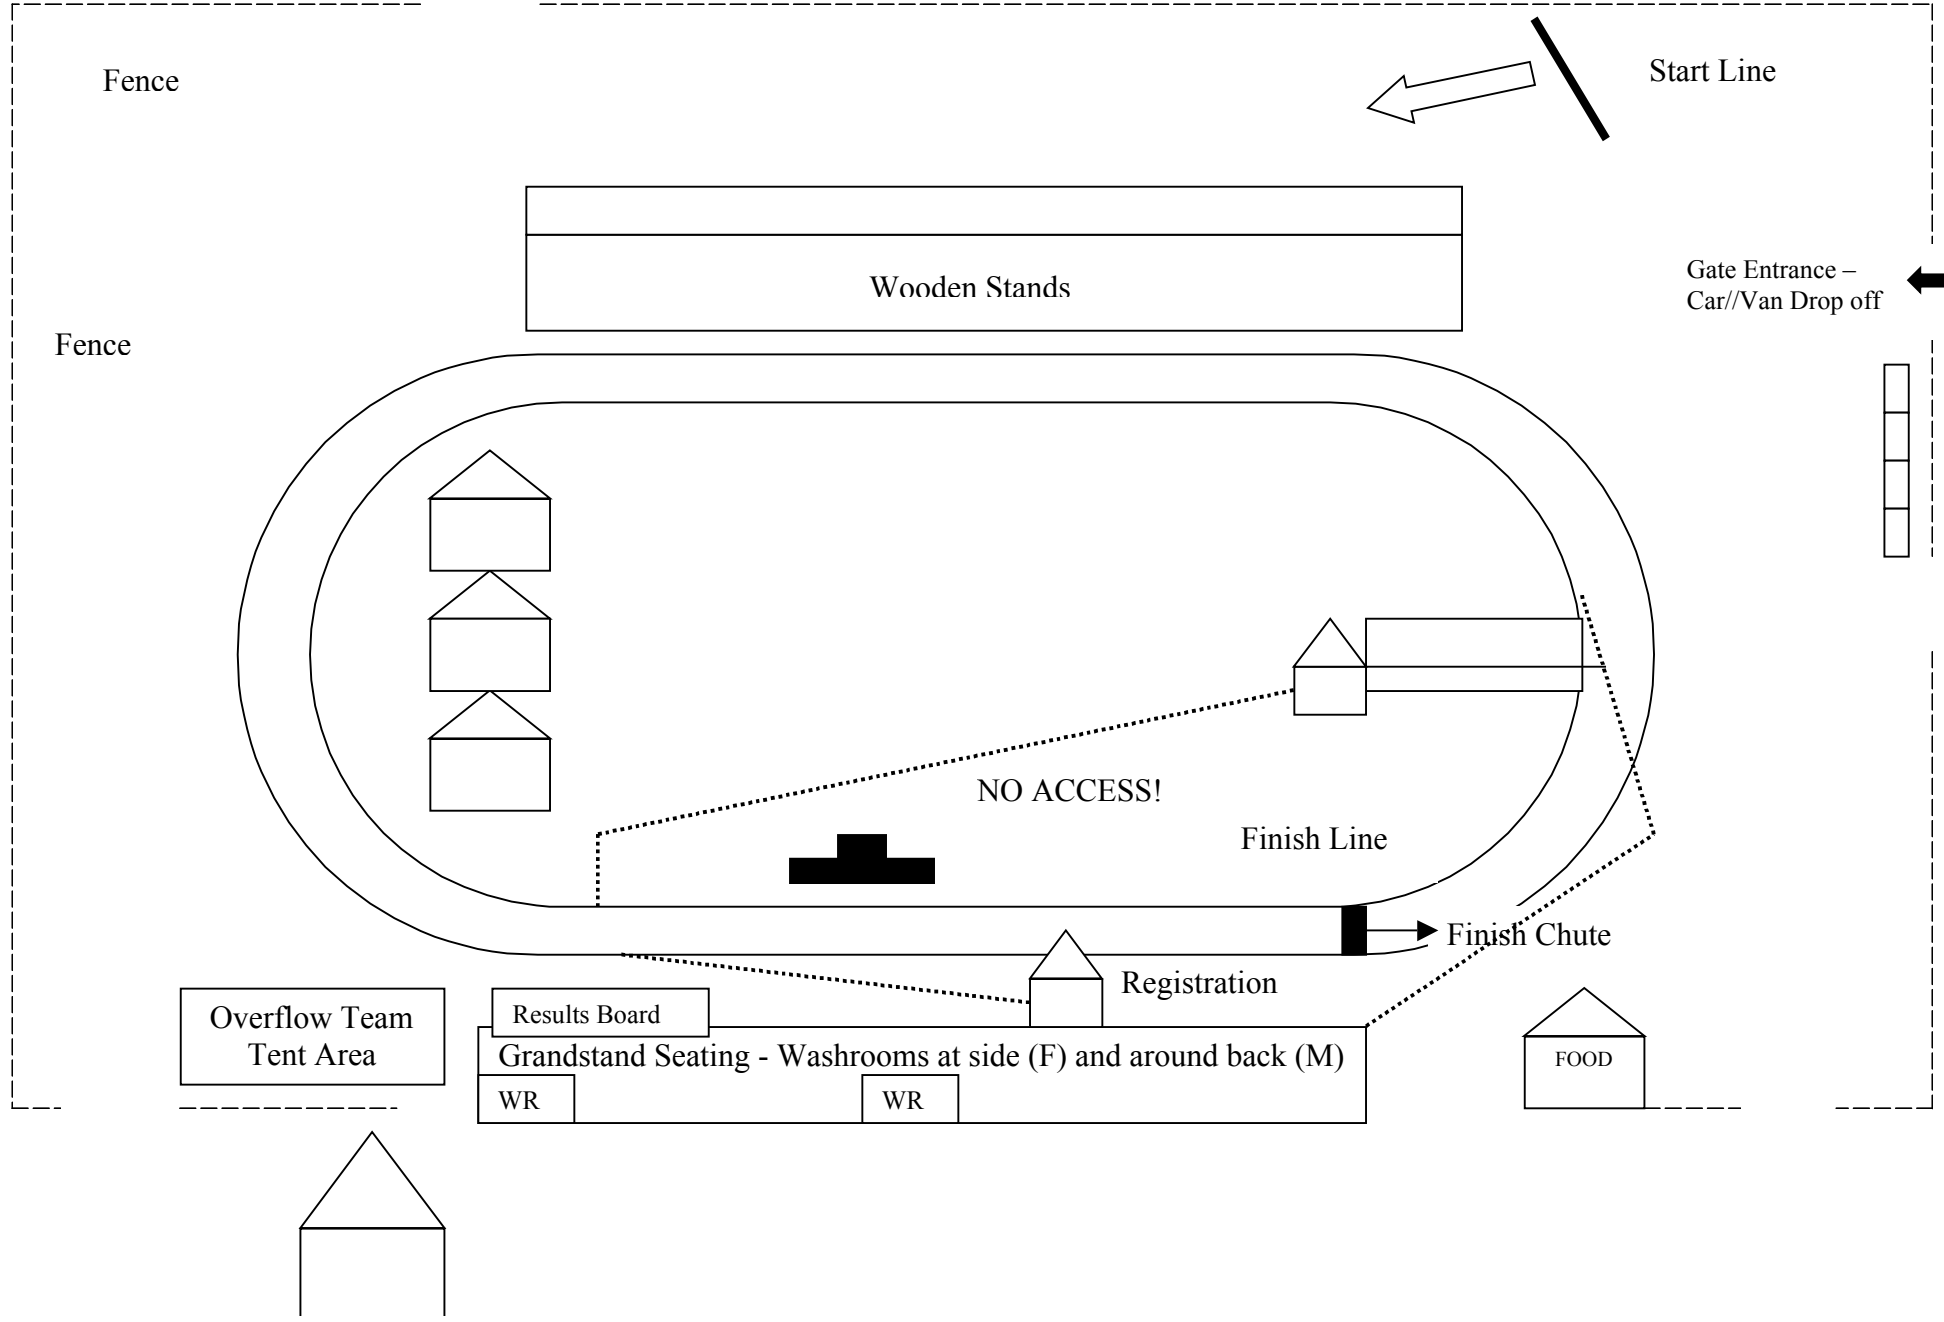 Start Line
Fence
Gate Entrance –
Car//Van Drop off
Wooden Stands
Fence
NO ACCESS!
Finish Line
Finish Chute
Registration
Overflow Team
Tent Area
Results Board
Grandstand Seating - Washrooms at side (F) and around back (M)
FOOD
WR
WR